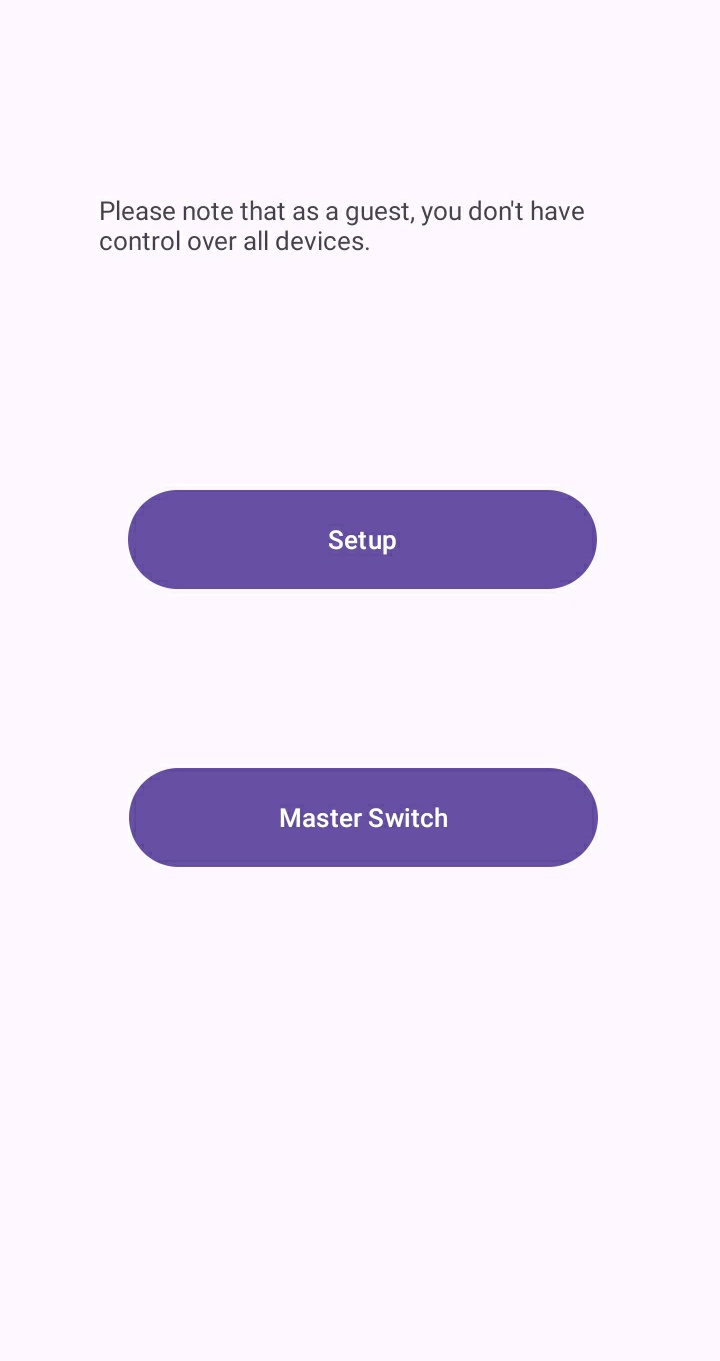 Please note that as a guest, you don't have
control over all devices.
Setup
Master Switch